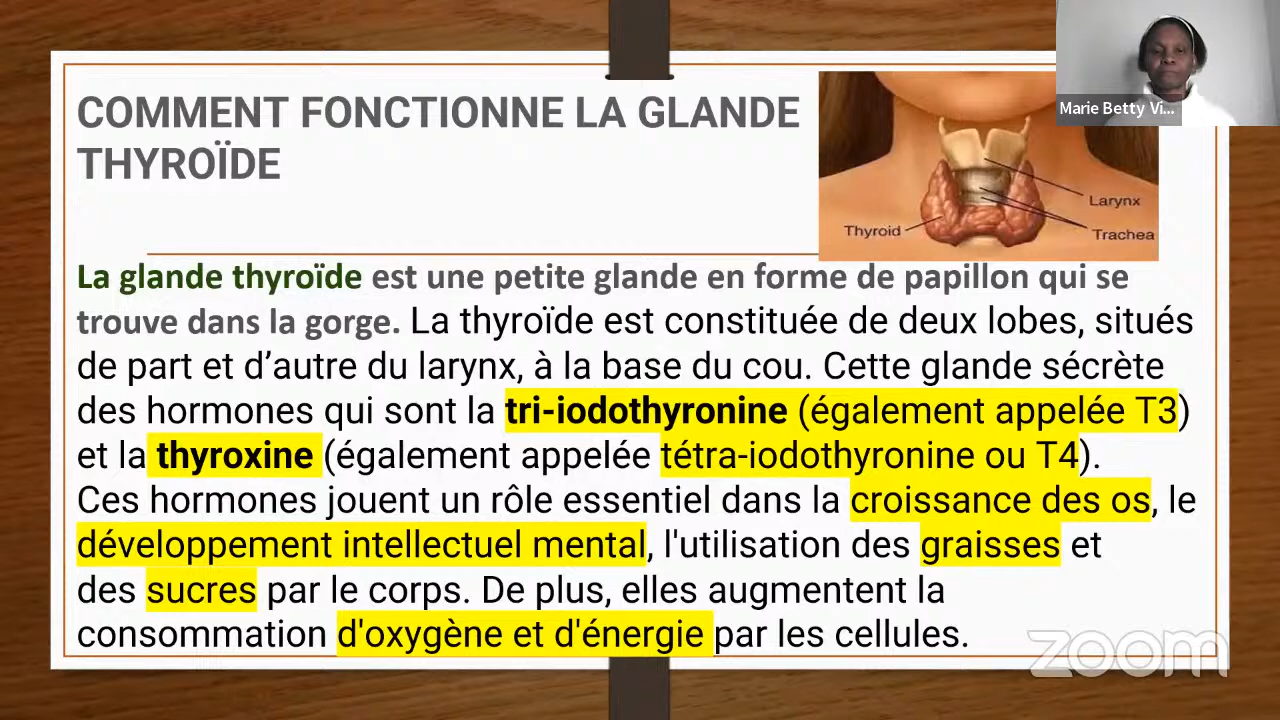 COMMENT FONCTIONNE LA GLANDE
THYROÏDE
Marie Betty Vi...
Larynx
Thyroid
Trachea
La glande thyroïde est une petite glande en forme de papillon qui se
trouve dans la gorge. La thyroïde est constituée de deux lobes, situés
de part et d’autre du larynx, à la base du cou. Cette glande sécrète
des hormones qui sont la tri-iodothyronine (également appelée T3)
et la thyroxine (également appelée tétra-iodothyronine ou T4).
Ces hormones jouent un rôle essentiel dans la croissance des os, le
développement intellectuel mental, l'utilisation des graisses et
des sucres par le corps. De plus, elles augmentent la
consommation d'oxygène et d'énergie par les cellules.
zoom